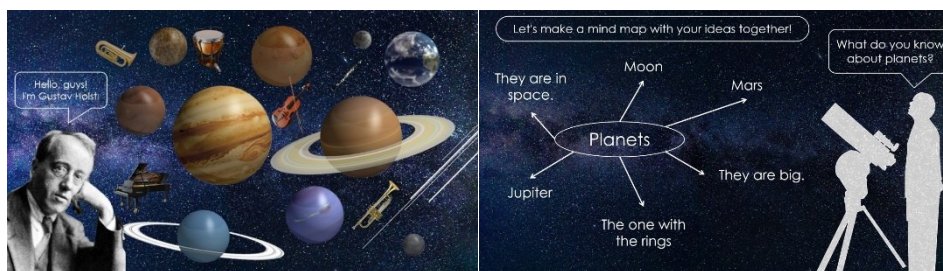 Hello, guys!
I'm Gustav Holst!
Let's make a mind map with your ideas together!
What do you know
about planets?
They are in
space.
Moon
Mars
Planets
Jupiter
They are big.
The one with
the rings